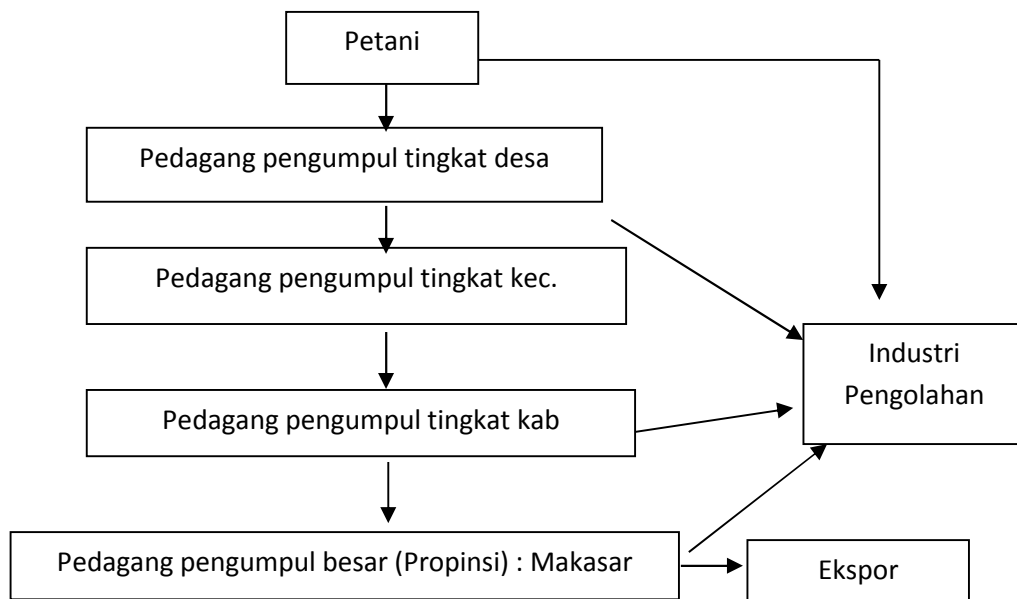 Petani
Pedagang pengumpul tingkat desa
Pedagang pengumpul tingkat kec.
Industri
Pengolahan
Pedagang pengumpul tingkat kab
Pedagang pengumpul besar (Propinsi) : Makasar
Ekspor